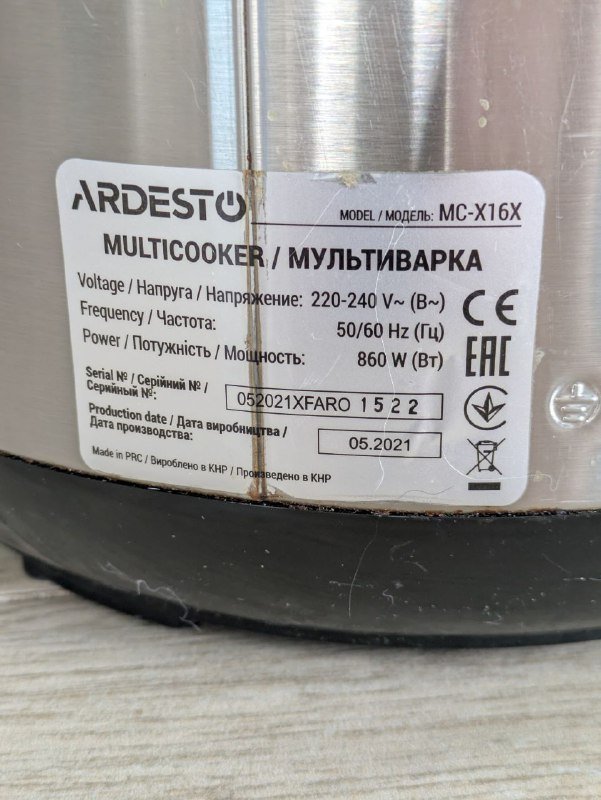 ARDESTO
MODEL / МОДЕЛЬ: MC-X16X
MULTICOOKER / МУЛЬТИВАРКА
Voltage / Напруга / Напряжение: 220-240 V~ (В~)
Frequency / Частота: 50/60 Hz (Гц)
Power / Потужність / Мощность: 860 W (Вт)
Serial № / Серійний № /
Серийный №: 052021XFARO 1522
Production date / Дата виробництва /
Дата производства: 05.2021
Made in PRC / Вироблено в КНР / Произведено в КНР
CE
EAC